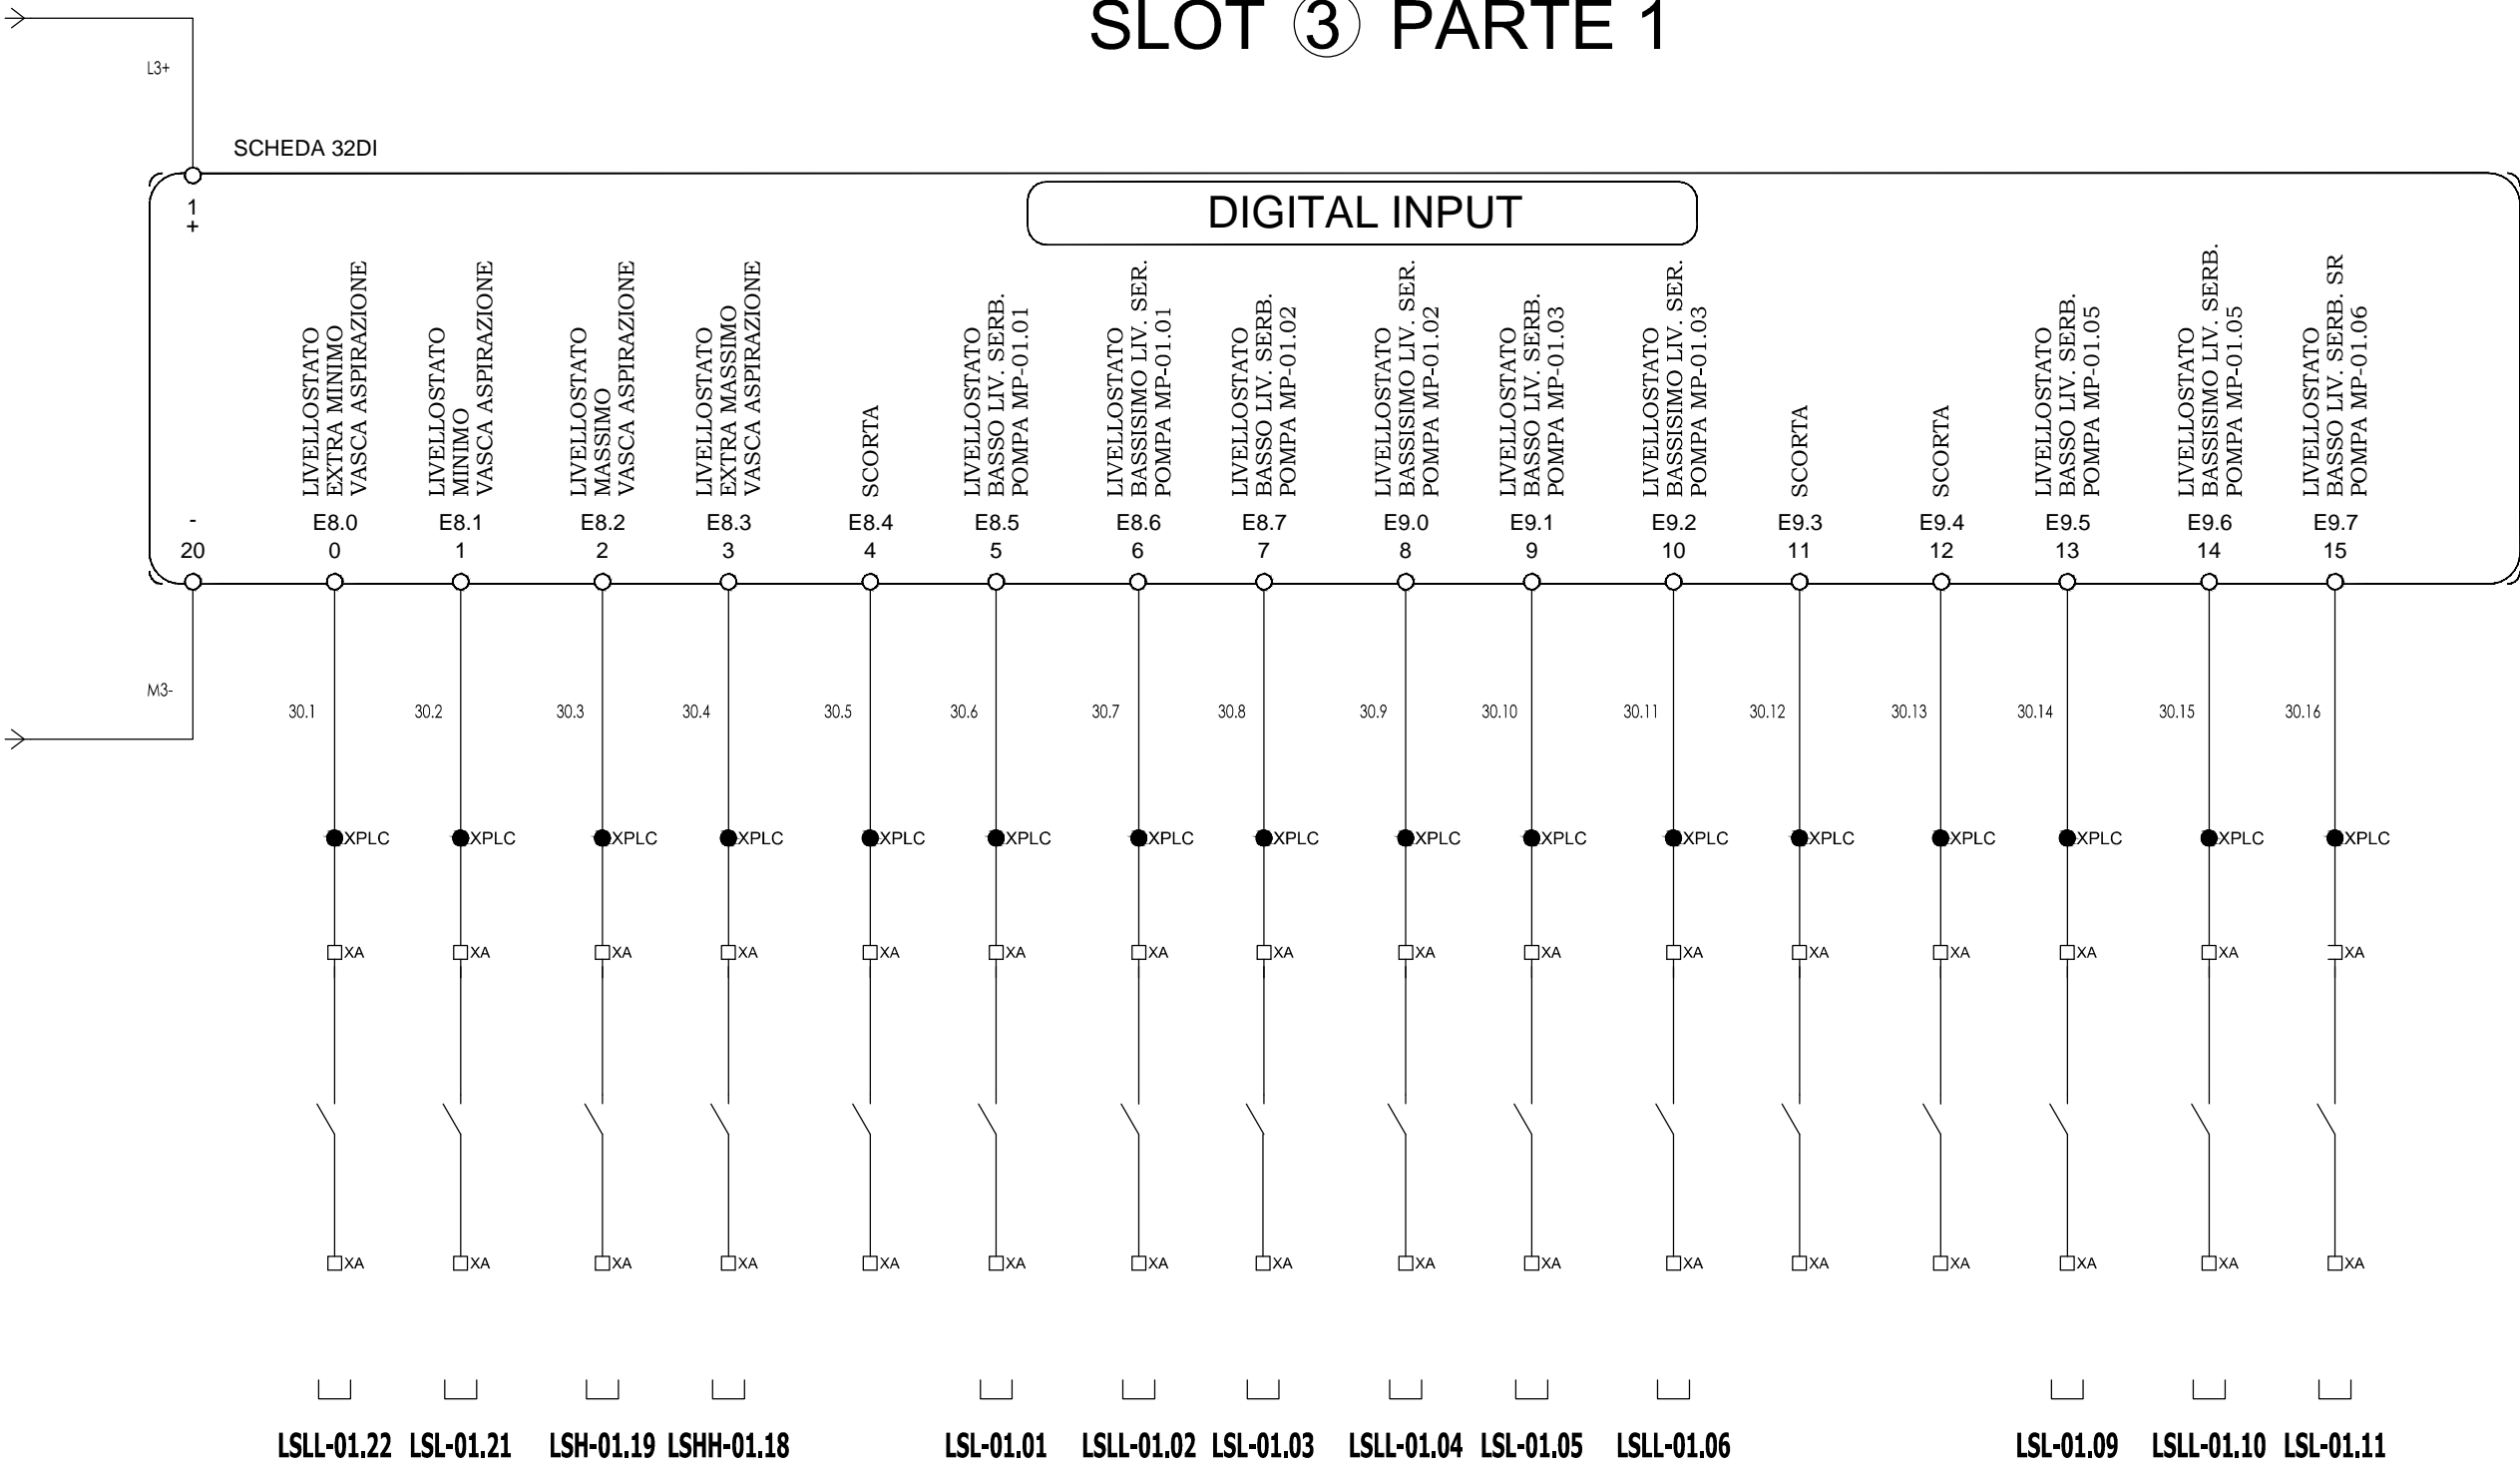 SLOT 3 PARTE 1
L3+
SCHEDA 32DI
1
+
DIGITAL INPUT
LIVELLOSTATO
EXTRA MINIMO
VASCA ASPIRAZIONE
LIVELLOSTATO
MINIMO
VASCA ASPIRAZIONE
LIVELLOSTATO
MASSIMO
VASCA ASPIRAZIONE
LIVELLOSTATO
EXTRA MASSIMO
VASCA ASPIRAZIONE
SCORTA
LIVELLOSTATO
BASSO LIV. SERB.
POMPA MP-01.01
LIVELLOSTATO
BASSISIMO LIV. SER.
POMPA MP-01.01
LIVELLOSTATO
BASSO LIV. SERB.
POMPA MP-01.02
LIVELLOSTATO
BASSISIMO LIV. SER.
POMPA MP-01.02
LIVELLOSTATO
BASSO LIV. SERB.
POMPA MP-01.03
LIVELLOSTATO
BASSISIMO LIV. SER.
POMPA MP-01.03
SCORTA
SCORTA
LIVELLOSTATO
BASSO LIV. SERB.
POMPA MP-01.05
LIVELLOSTATO
BASSISIMO LIV. SERB.
POMPA MP-01.05
LIVELLOSTATO
BASSO LIV. SERB. SR
POMPA MP-01.06
- E8.0 E8.1 E8.2 E8.3 E8.4 E8.5 E8.6 E8.7 E9.0 E9.1 E9.2 E9.3 E9.4 E9.5 E9.6 E9.7
20 0 1 2 3 4 5 6 7 8 9 10 11 12 13 14 15
M3-
30.1 30.2 30.3 30.4 30.5 30.6 30.7 30.8 30.9 30.10 30.11 30.12 30.13 30.14 30.15 30.16
XPLC XPLC XPLC XPLC XPLC XPLC XPLC XPLC XPLC XPLC XPLC XPLC XPLC XPLC XPLC XPLC
XA XA XA XA XA XA XA XA XA XA XA XA XA XA XA XA
XA XA XA XA XA XA XA XA XA XA XA XA XA XA XA XA
LSLL-01.22 LSL-01.21 LSH-01.19 LSHH-01.18 LSL-01.01 LSLL-01.02 LSL-01.03 LSLL-01.04 LSL-01.05 LSLL-01.06 LSL-01.09 LSLL-01.10 LSL-01.11